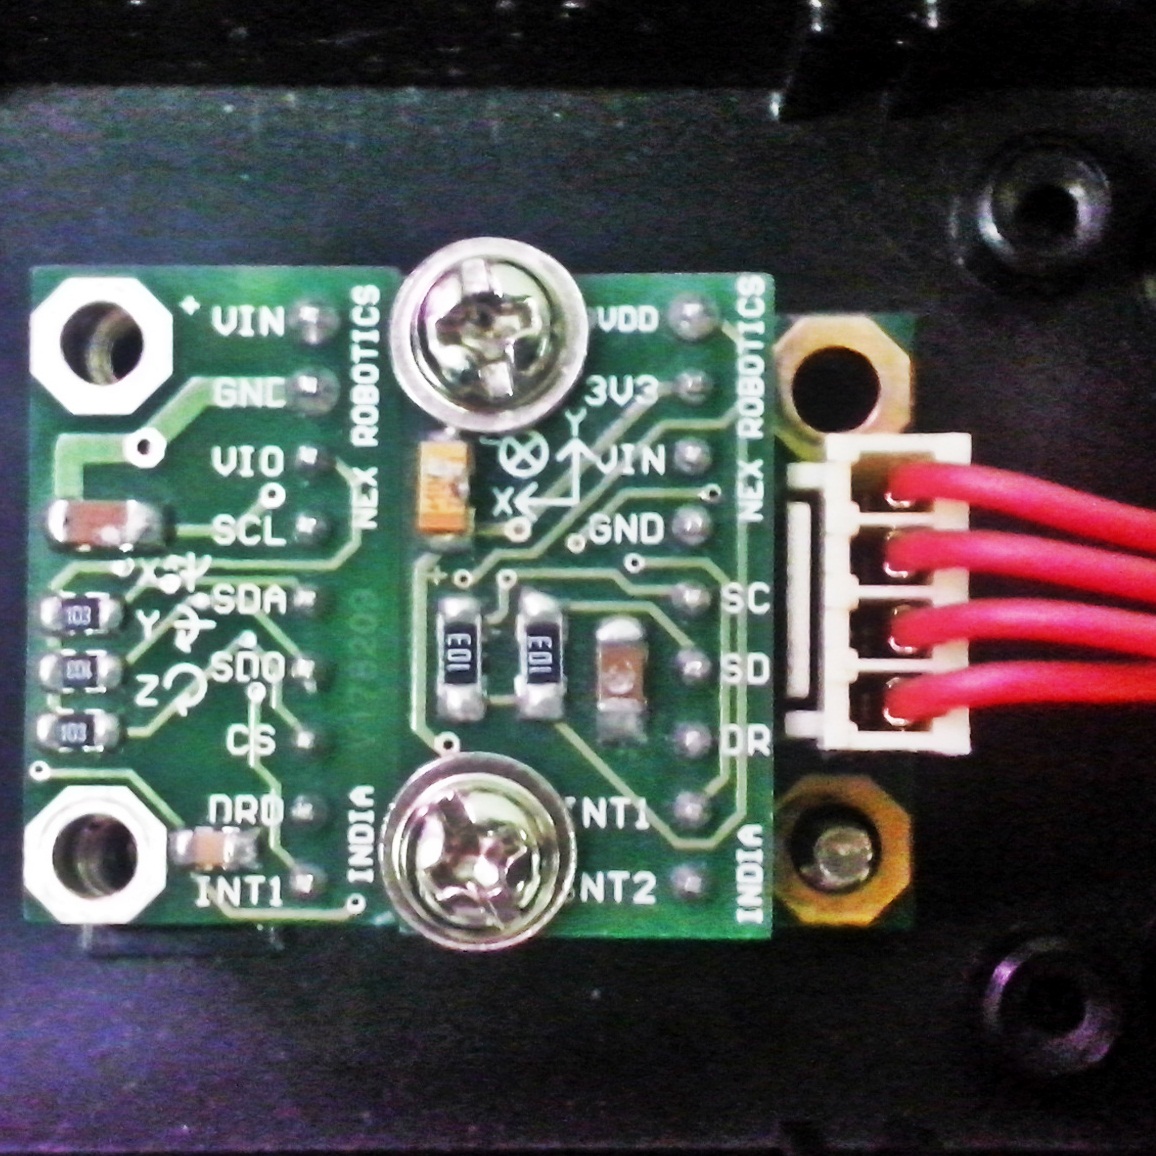 + VIN
GND
VIO
SCL
SDA
SDO
CS
DRD
INT1
X
Y
Z
NEX ROBOTICS
INDIA
103
103
VDD
3V3
VIN
GND
SC
SD
DR
INT1
INT2
Y
X
+
103
103
NEX ROBOTICS
INDIA